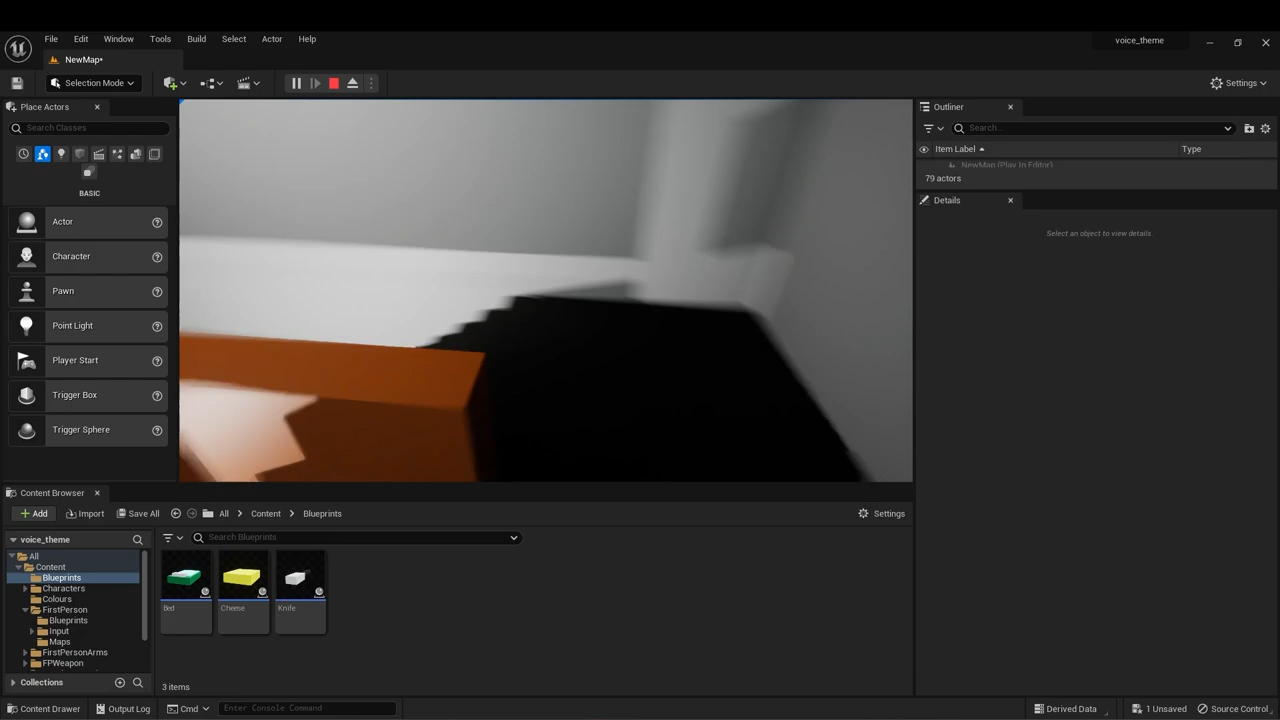 File Edit Window Tools Build Select Actor Help
voice_theme
NewMap*
Selection Mode
Settings
Place Actors
Search Classes
BASIC
Actor
Character
Pawn
Point Light
Player Start
Trigger Box
Trigger Sphere
Outliner
Search...
Item Label Type
NewMap (Play In Editor)
79 actors
Details
Select an object to view details.
Content Browser
Add Import Save All All Content Blueprints Settings
voice_theme
Search Blueprints
All
Content
Blueprints
Characters
Colours
FirstPerson
Blueprints
Input
Maps
FirstPersonArms
FPWeapon
Collections
Bed Cheese Knife
3 items
Content Drawer Output Log Cmd Enter Console Command Derived Data 1 Unsaved Source Control